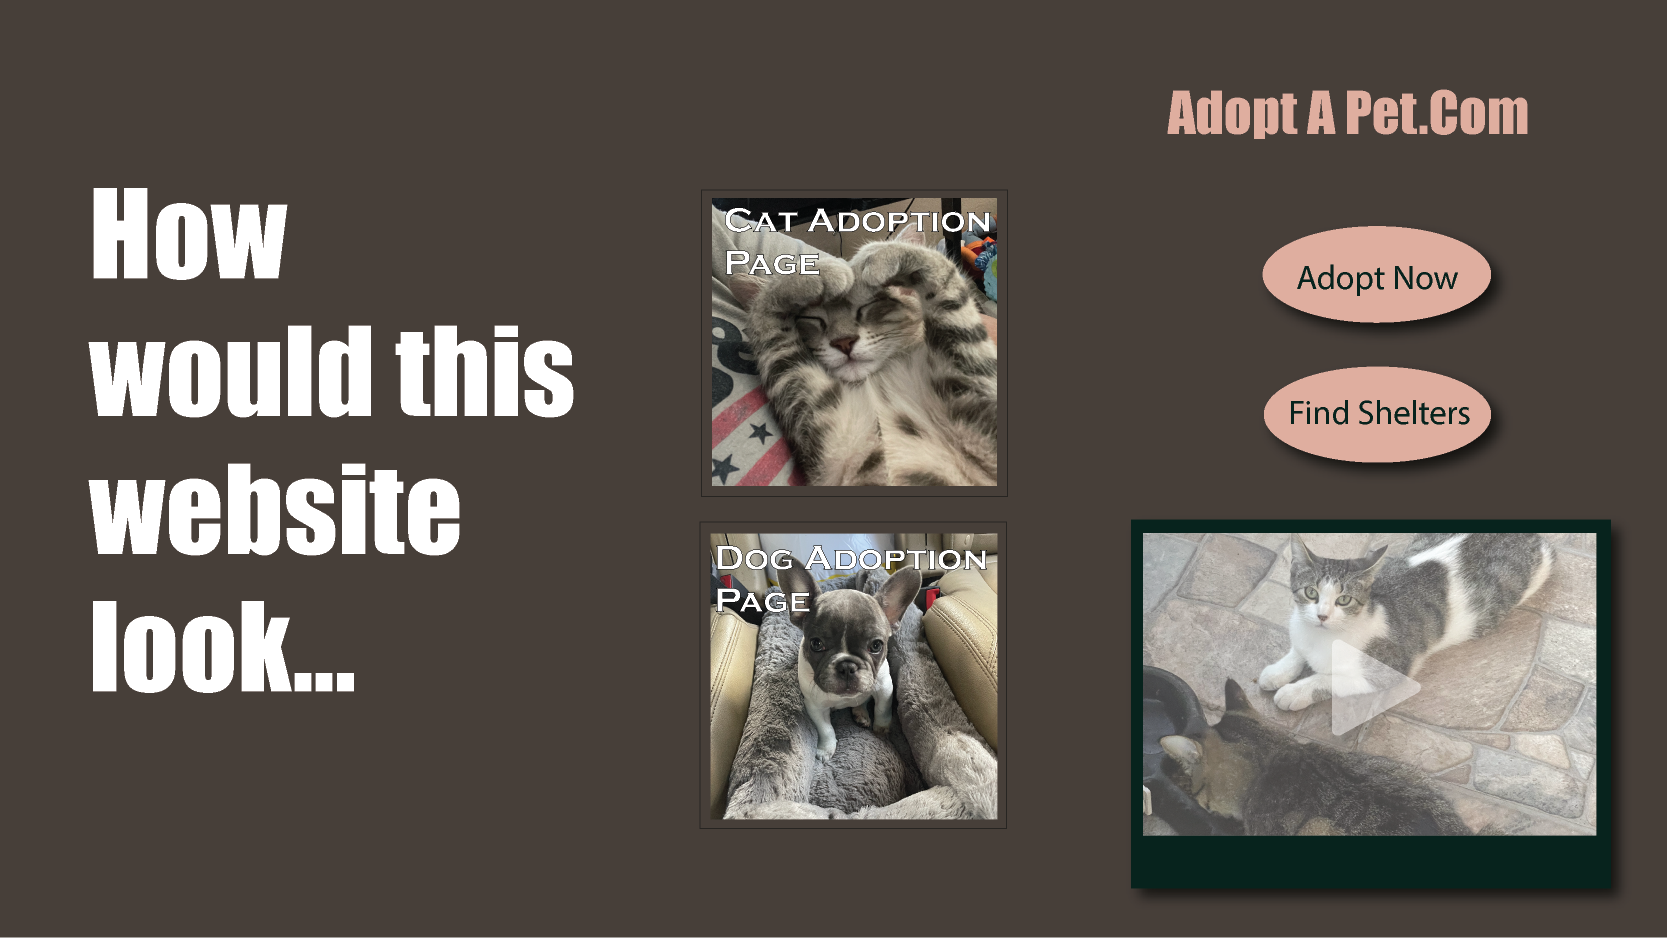 How
would this
website
look...
Cat Adoption
Page
Dog Adoption
Page
Adopt A Pet.Com
Adopt Now
Find Shelters